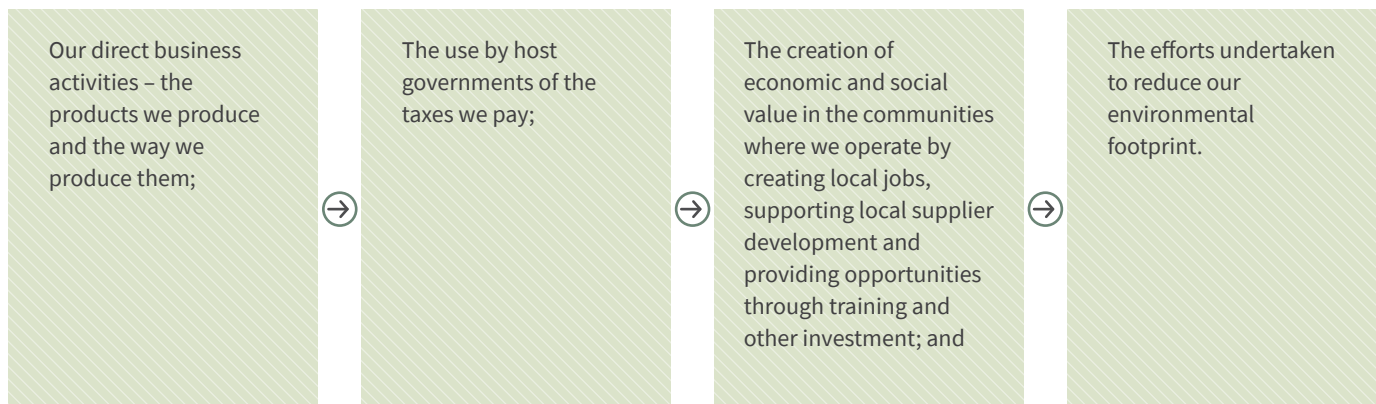 Our direct business
activities – the
products we produce
and the way we
produce them;
The use by host
governments of the
taxes we pay;
The creation of
economic and social
value in the communities
where we operate by
creating local jobs,
supporting local supplier
development and
providing opportunities
through training and
other investment; and
The efforts undertaken
to reduce our
environmental
footprint.